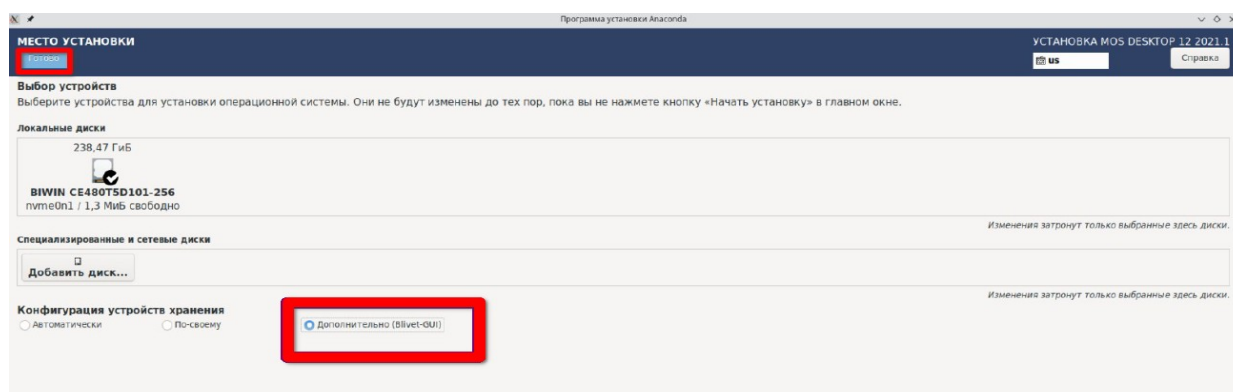 Программа установки Anaconda
МЕСТО УСТАНОВКИ
УСТАНОВКА MOS DESKTOP 12 2021.1
Готово
us
Справка
Выбор устройств
Выберите устройства для установки операционной системы. Они не будут изменены до тех пор, пока вы не нажмете кнопку «Начать установку» в главном окне.
Локальные диски
238,47 ГиБ
BIWIN CE480T5D101-256
nvme0n1 / 1,3 МиБ свободно
Изменения затронут только выбранные здесь диски.
Специализированные и сетевые диски
Добавить диск...
Изменения затронут только выбранные здесь диски.
Конфигурация устройств хранения
Автоматически По-своему Дополнительно (Blivet-GUI)